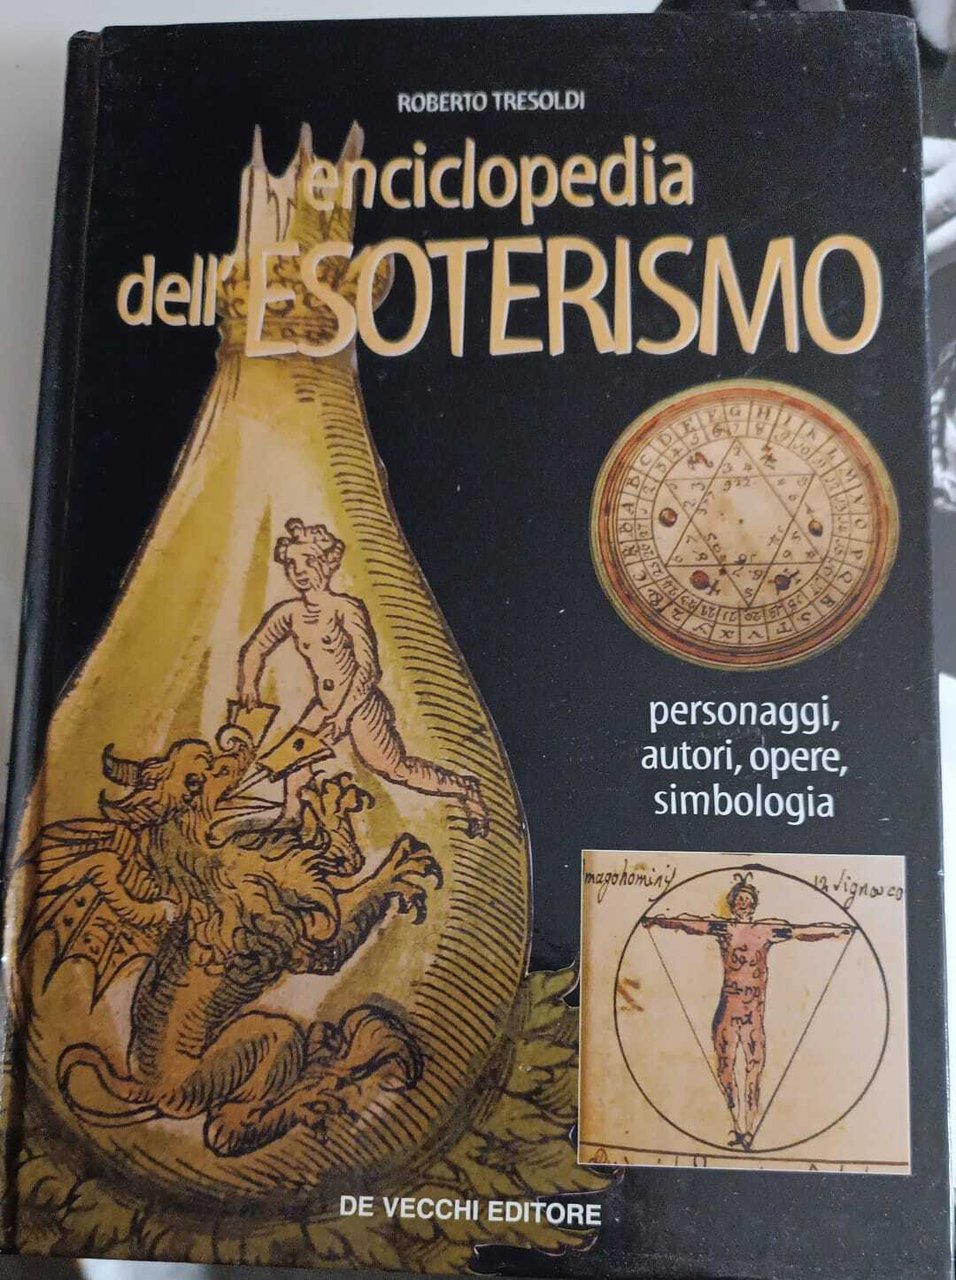 ROBERTO TRESOLDI
enciclopedia
dell'ESOTERISMO
personaggi,
autori, opere,
simbologia
DE VECCHI EDITORE